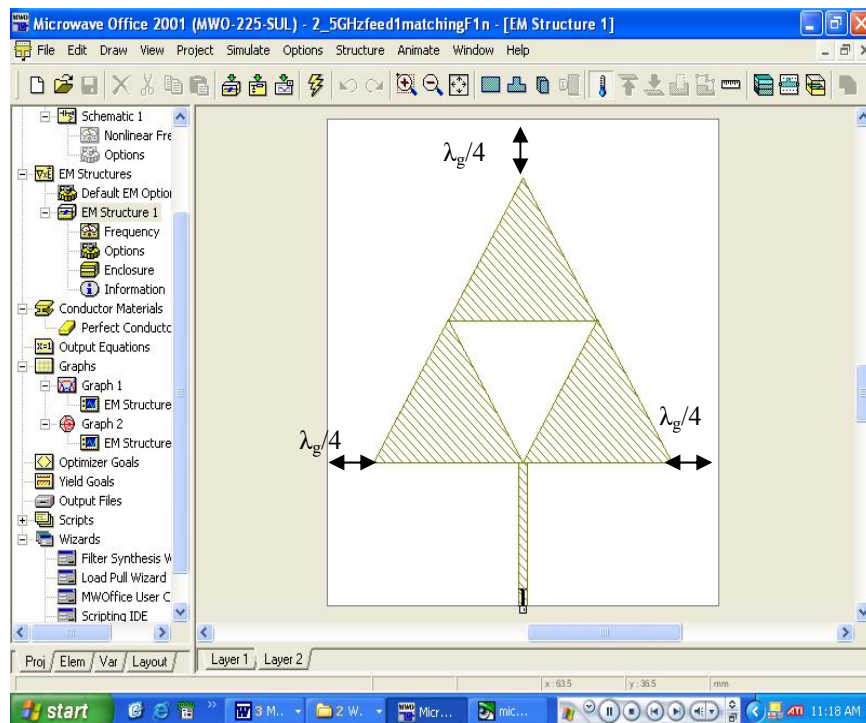 Microwave Office 2001 (MWO-225-SUL) - 2_5GHzfeed1matchingF1n - [EM Structure 1]
File Edit Draw View Project Simulate Options Structure Animate Window Help
Schematic 1
Nonlinear Fre
Options
EM Structures
Default EM Optior
EM Structure 1
Frequency
Options
Enclosure
Information
Conductor Materials
Perfect Conductc
Output Equations
Graphs
Graph 1
EM Structure
Graph 2
EM Structure
Optimizer Goals
Yield Goals
Output Files
Scripts
Wizards
Filter Synthesis W
Load Pull Wizard
MWOffice User C
Scripting IDE
λg/4
λg/4
λg/4
1
Proj Elem Var Layout
Layer 1 Layer 2
x : 63.5 y : 36.5 mm
start 3 M.. 2 W. Micr... mic... ATI 11:18 AM